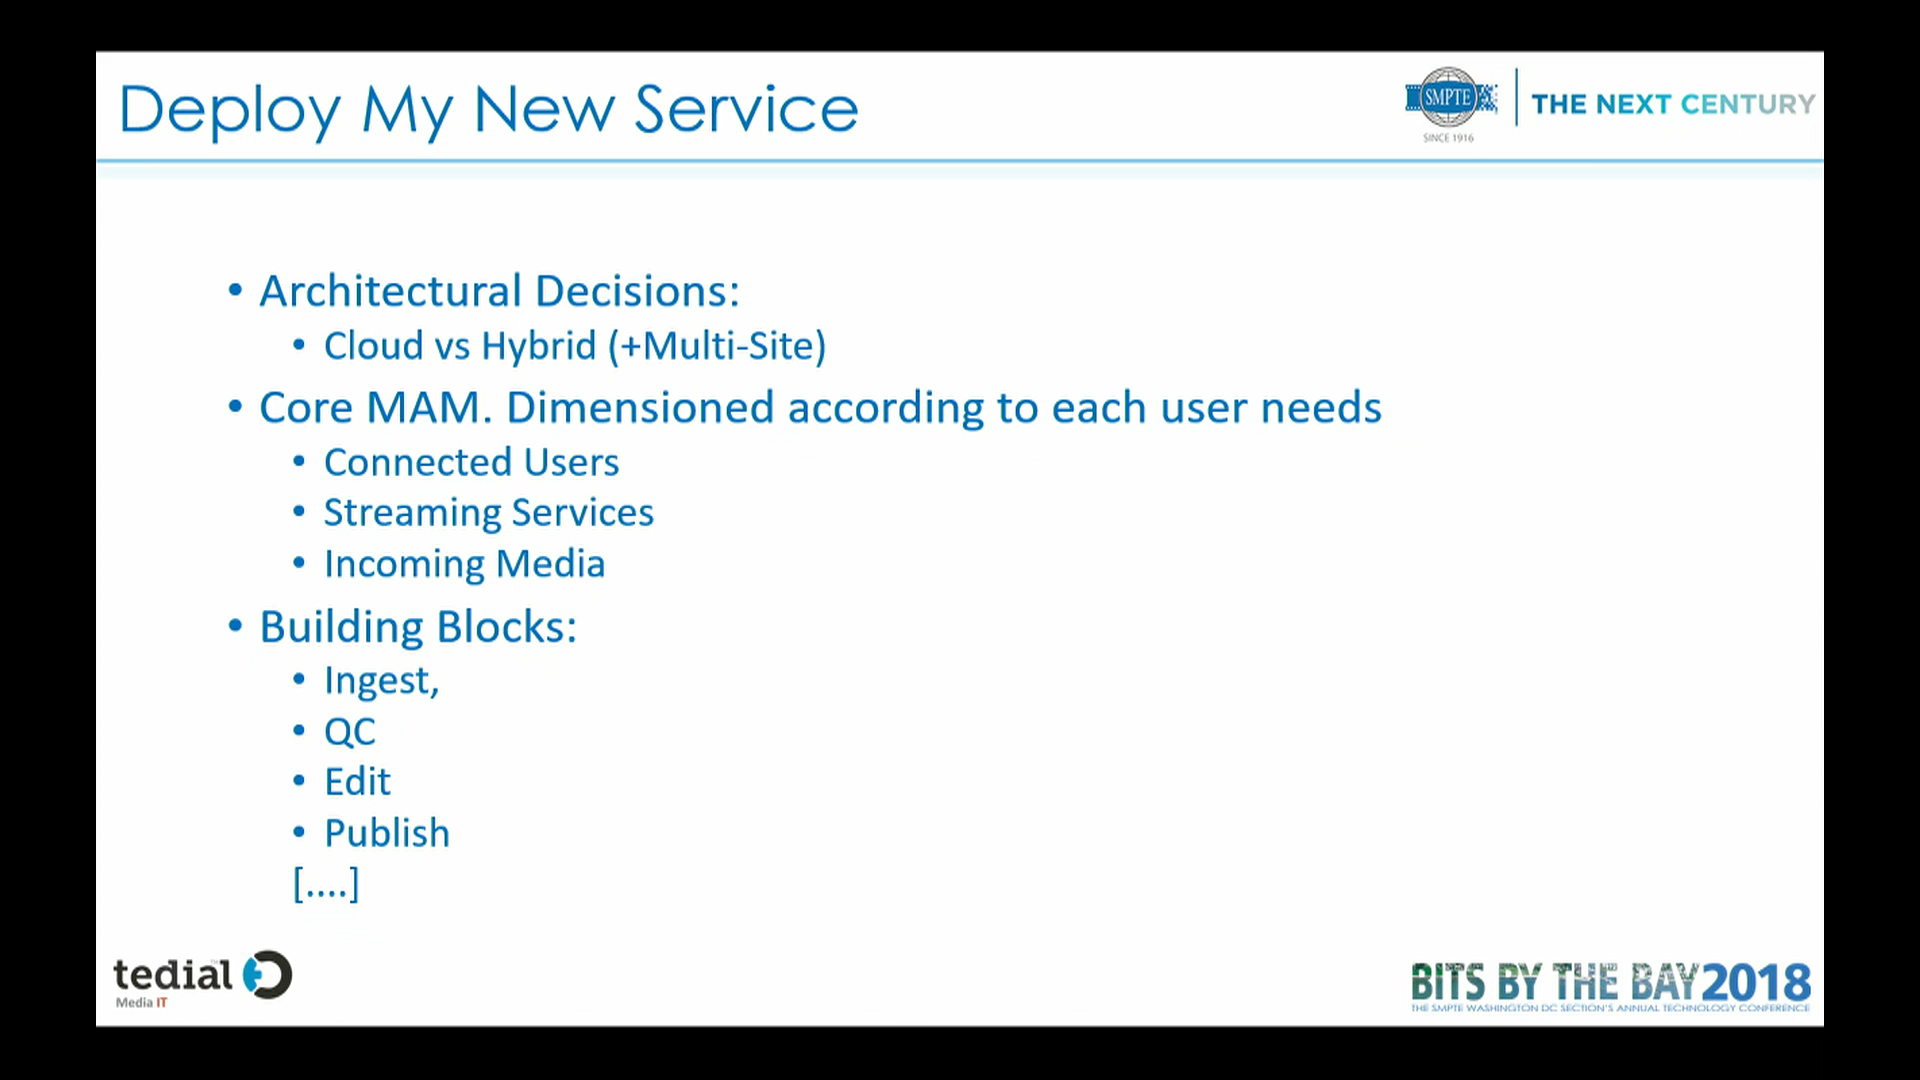 Deploy My New Service
SMPTE
SINCE 1916
THE NEXT CENTURY
• Architectural Decisions:
• Cloud vs Hybrid (+Multi-Site)
• Core MAM. Dimensioned according to each user needs
• Connected Users
• Streaming Services
• Incoming Media
• Building Blocks:
• Ingest,
• QC
• Edit
• Publish
[....]
tedial
Media IT
BITS BY THE BAY 2018
THE SMPTE WASHINGTON DC SECTION'S ANNUAL TECHNOLOGY CONFERENCE